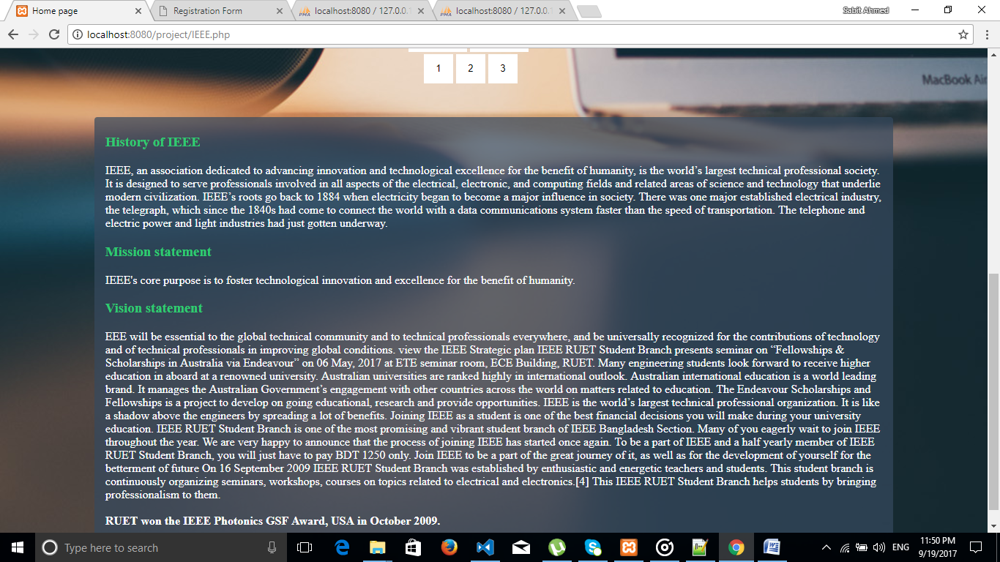 Home page
Registration Form
localhost:8080 / 127.0.0.1
localhost:8080 / 127.0.0.1
Sabit Ahmed
localhost:8080/project/IEEE.php
1 2 3
MacBook Air
History of IEEE
IEEE, an association dedicated to advancing innovation and technological excellence for the benefit of humanity, is the world’s largest technical professional society.
It is designed to serve professionals involved in all aspects of the electrical, electronic, and computing fields and related areas of science and technology that underlie
modern civilization. IEEE’s roots go back to 1884 when electricity began to become a major influence in society. There was one major established electrical industry,
the telegraph, which since the 1840s had come to connect the world with a data communications system faster than the speed of transportation. The telephone and
electric power and light industries had just gotten underway.
Mission statement
IEEE's core purpose is to foster technological innovation and excellence for the benefit of humanity.
Vision statement
EEE will be essential to the global technical community and to technical professionals everywhere, and be universally recognized for the contributions of technology
and of technical professionals in improving global conditions. view the IEEE Strategic plan IEEE RUET Student Branch presents seminar on “Fellowships &
Scholarships in Australia via Endeavour” on 06 May, 2017 at ETE seminar room, ECE Building, RUET. Many engineering students look forward to receive higher
education in aboard at a renowned university. Australian universities are ranked highly in international outlook. Australian international education is a world leading
brand. It manages the Australian Government’s engagement with other countries across the world on matters related to education. The Endeavour Scholarships and
Fellowships is a project to develop on going educational, research and provide opportunities. IEEE is the world’s largest technical professional organization. It is like
a shadow above the engineers by spreading a lot of benefits. Joining IEEE as a student is one of the best financial decisions you will make during your university
education. IEEE RUET Student Branch is one of the most promising and vibrant student branch of IEEE Bangladesh Section. Many of you eagerly wait to join IEEE
throughout the year. We are very happy to announce that the process of joining IEEE has started once again. To be a part of IEEE and a half yearly member of IEEE
RUET Student Branch, you will just have to pay BDT 1250 only. Join IEEE to be a part of the great journey of it, as well as for the development of yourself for the
betterment of future On 16 September 2009 IEEE RUET Student Branch was established by enthusiastic and energetic teachers and students. This student branch is
continuously organizing seminars, workshops, courses on topics related to electrical and electronics.[4] This IEEE RUET Student Branch helps students by bringing
professionalism to them.
RUET won the IEEE Photonics GSF Award, USA in October 2009.
Type here to search
ENG
11:50 PM
9/19/2017